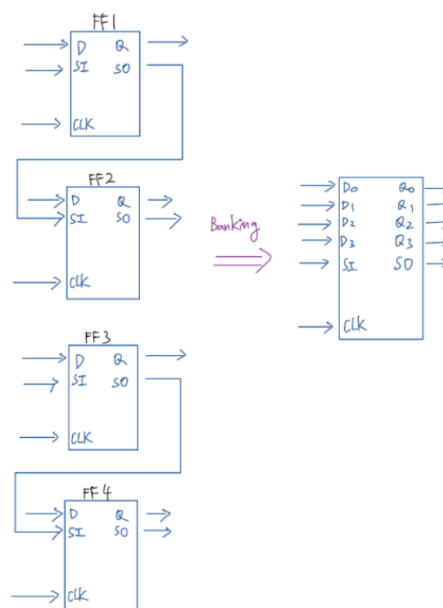 FF1
D Q
SI SO
CLK
FF2
D Q
SI SO
CLK
Banking
D0 Q0
D1 Q1
D2 Q2
D3 Q3
SI SO
CLK
FF3
D Q
SI SO
CLK
FF4
D Q
SI SO
CLK